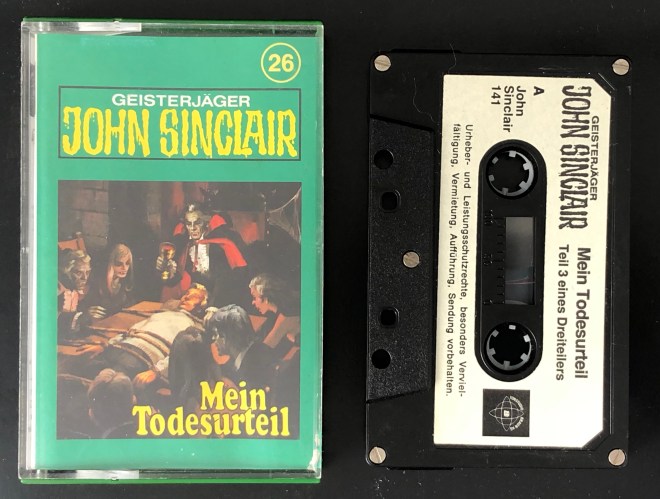 26
GEISTERJÄGER
JOHN SINCLAIR
Mein
Todesurteil
GEISTERJÄGER
JOHN SINCLAIR
Mein Todesurteil
Teil 3 eines Dreiteilers
A
John
Sinclair
141
Urheber- und Leistungsschutzrechte, besonders Verviel-
fältigung, Vermietung, Aufführung, Sendung vorbehalten.